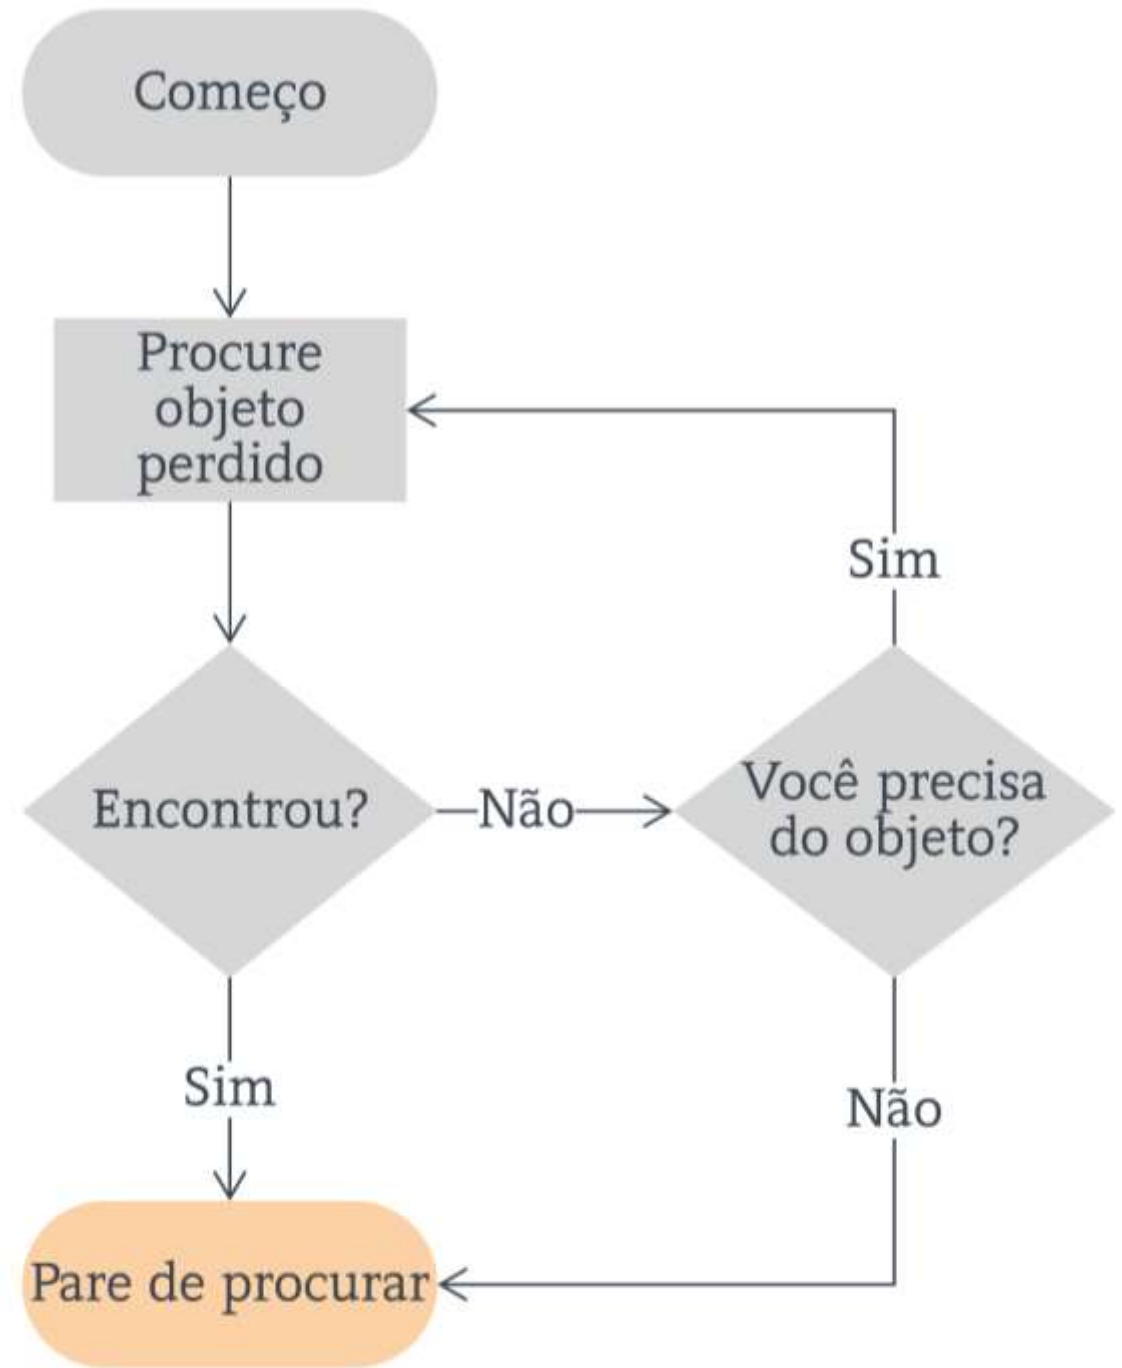 Começo
Procure
objeto
perdido
Sim
Encontrou?
Não
Você precisa
do objeto?
Sim
Não
Pare de procurar